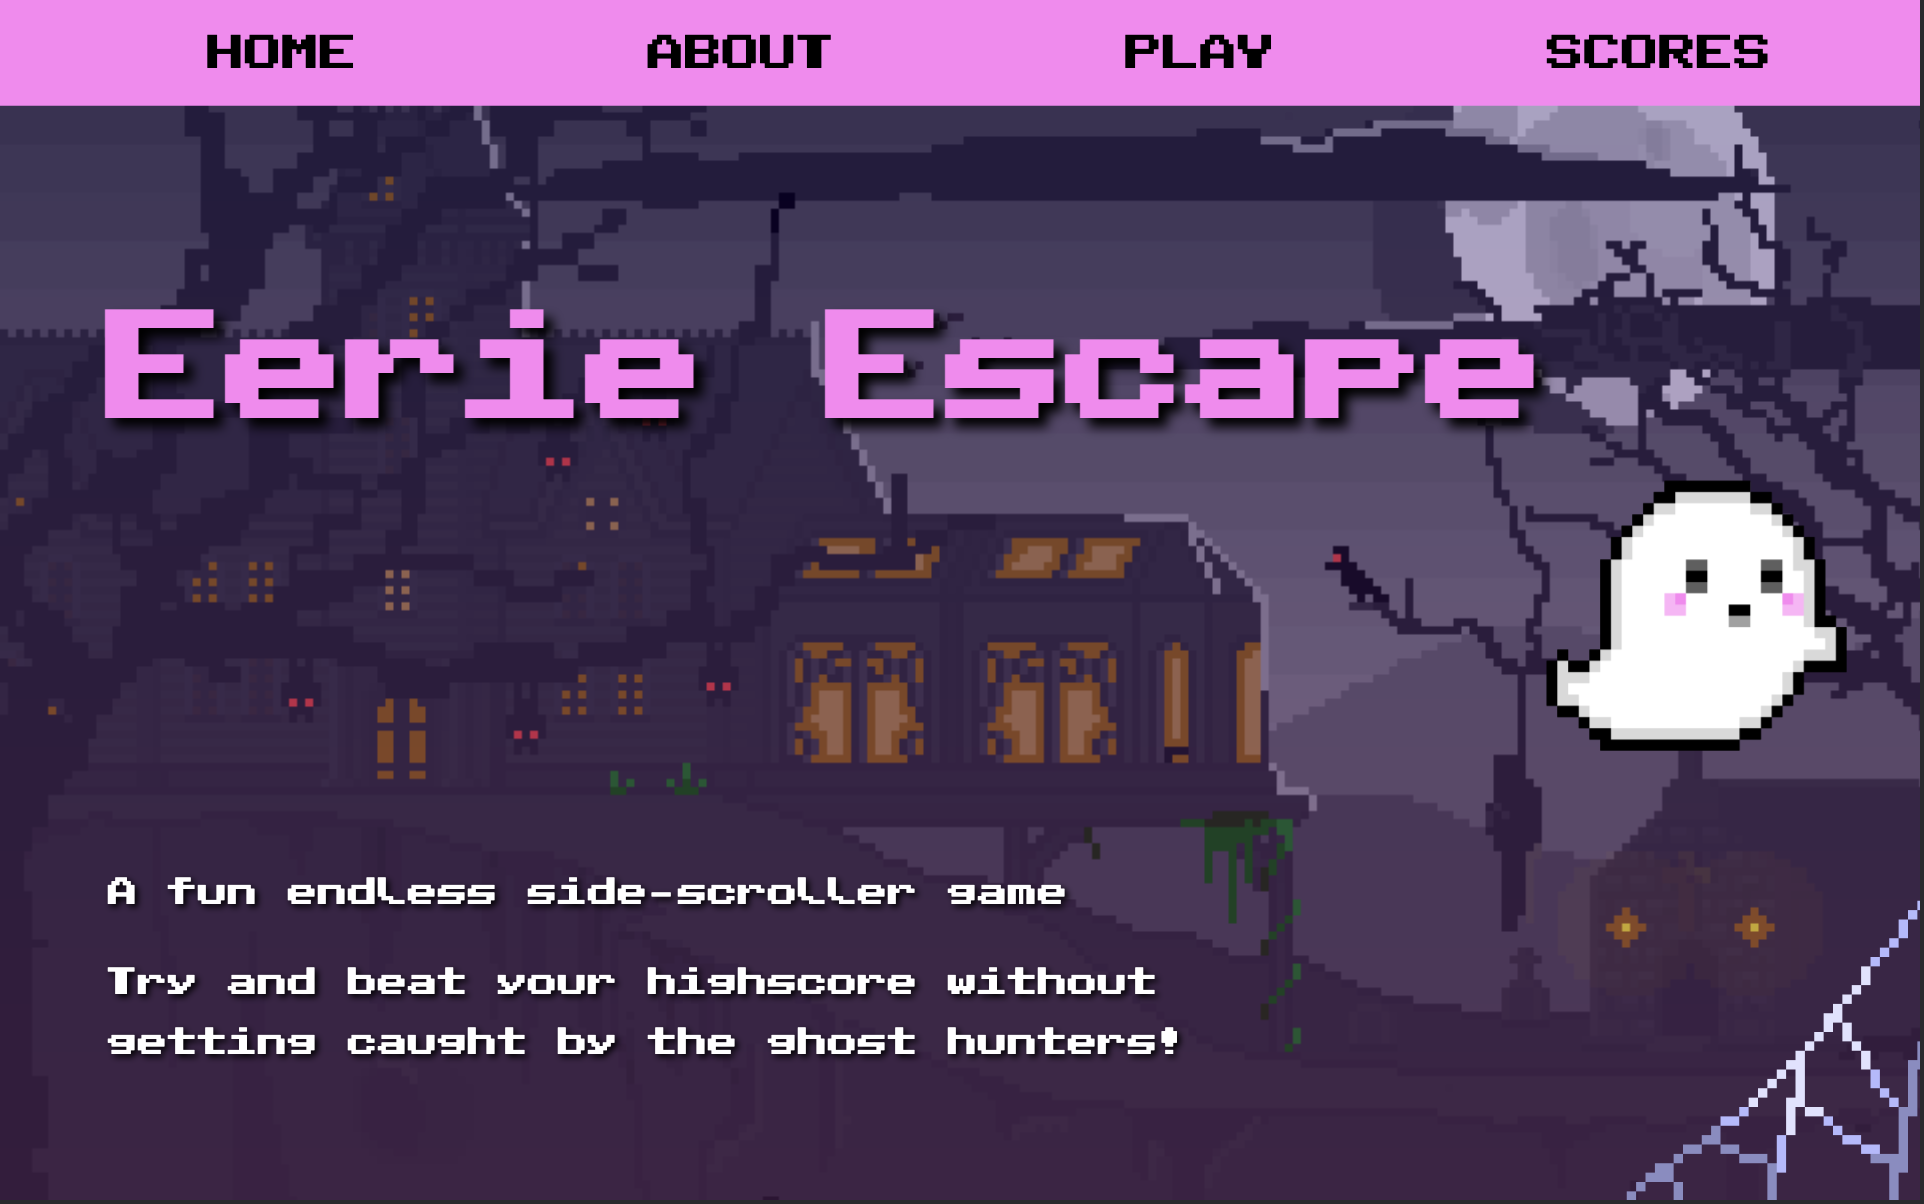 HOME ABOUT PLAY SCORES
Eerie Escape
A fun endless side-scroller game
Try and beat your highscore without
getting caught by the ghost hunters!